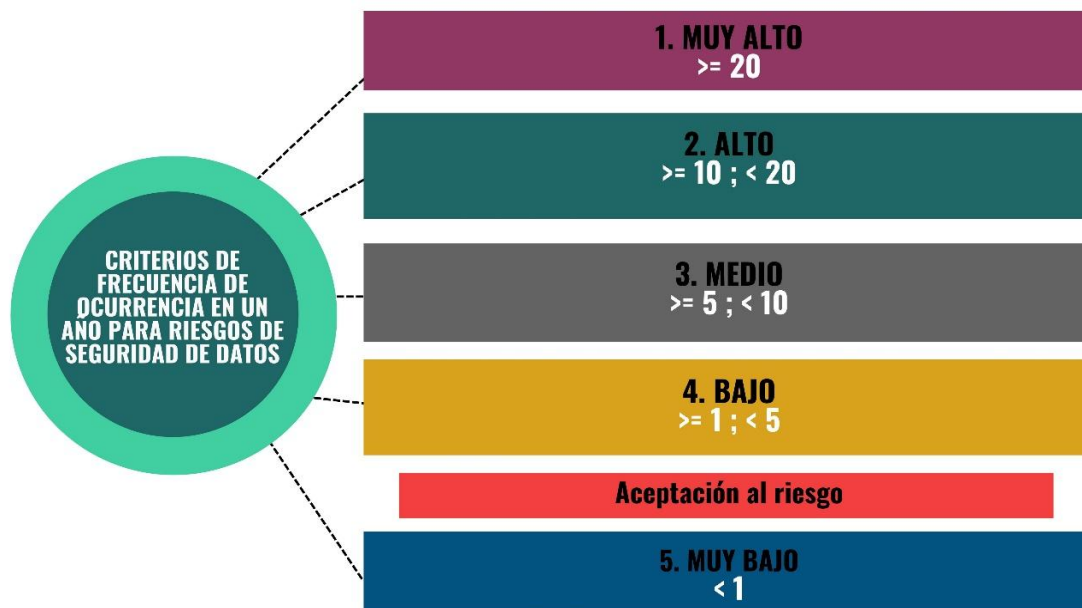 1. MUY ALTO
>= 20
2. ALTO
>= 10 ; < 20
CRITERIOS DE
FRECUENCIA DE
OCURRENCIA EN UN
AÑO PARA RIESGOS DE
SEGURIDAD DE DATOS
3. MEDIO
>= 5 ; < 10
4. BAJO
>= 1 ; < 5
Aceptación al riesgo
5. MUY BAJO
< 1